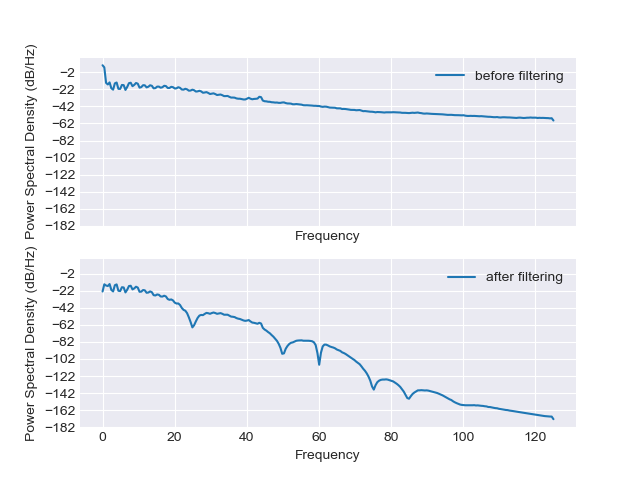 Power Spectral Density (dB/Hz)
−2
−22
−42
−62
−82
−102
−122
−142
−162
−182
before filtering
Frequency
Power Spectral Density (dB/Hz)
−2
−22
−42
−62
−82
−102
−122
−142
−162
−182
after filtering
0 20 40 60 80 100 120
Frequency